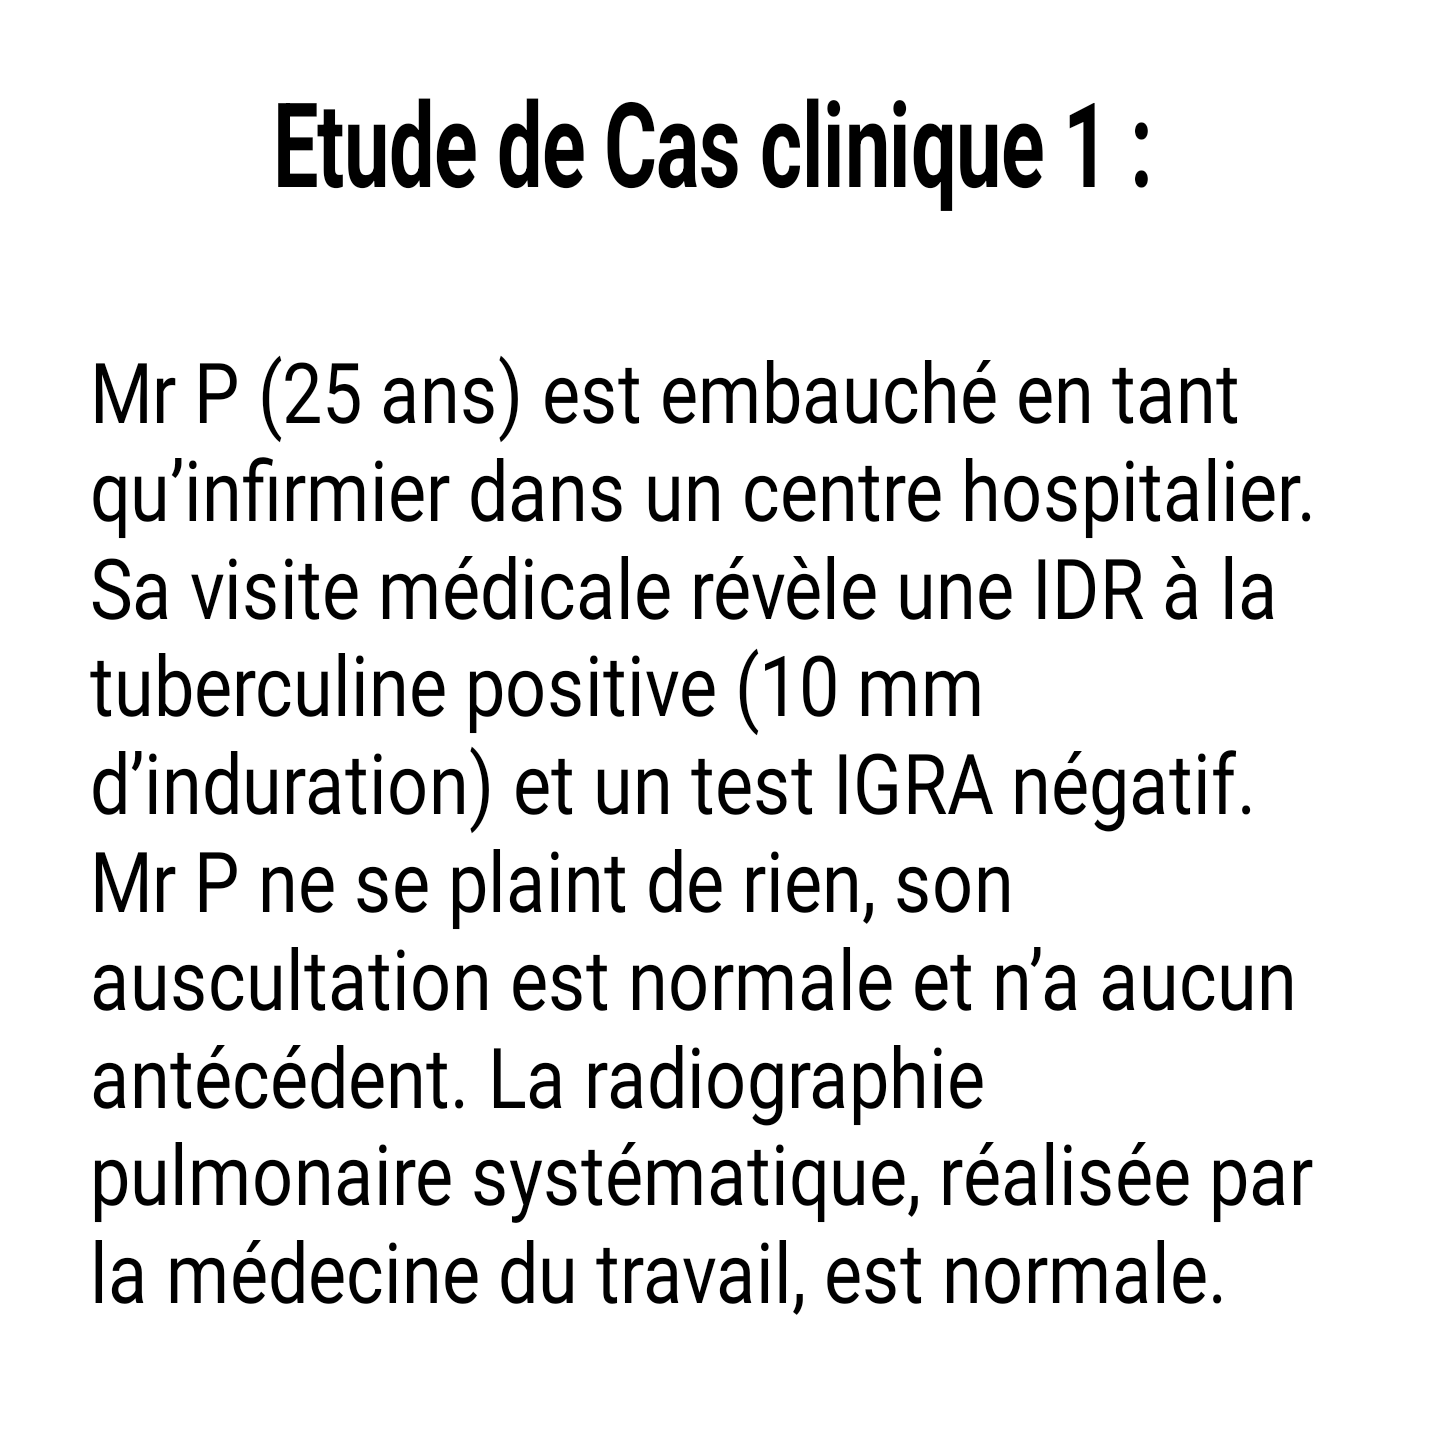 Etude de Cas clinique 1 :
Mr P (25 ans) est embauché en tant
qu’infirmier dans un centre hospitalier.
Sa visite médicale révèle une IDR à la
tuberculine positive (10 mm
d’induration) et un test IGRA négatif.
Mr P ne se plaint de rien, son
auscultation est normale et n’a aucun
antécédent. La radiographie
pulmonaire systématique, réalisée par
la médecine du travail, est normale.